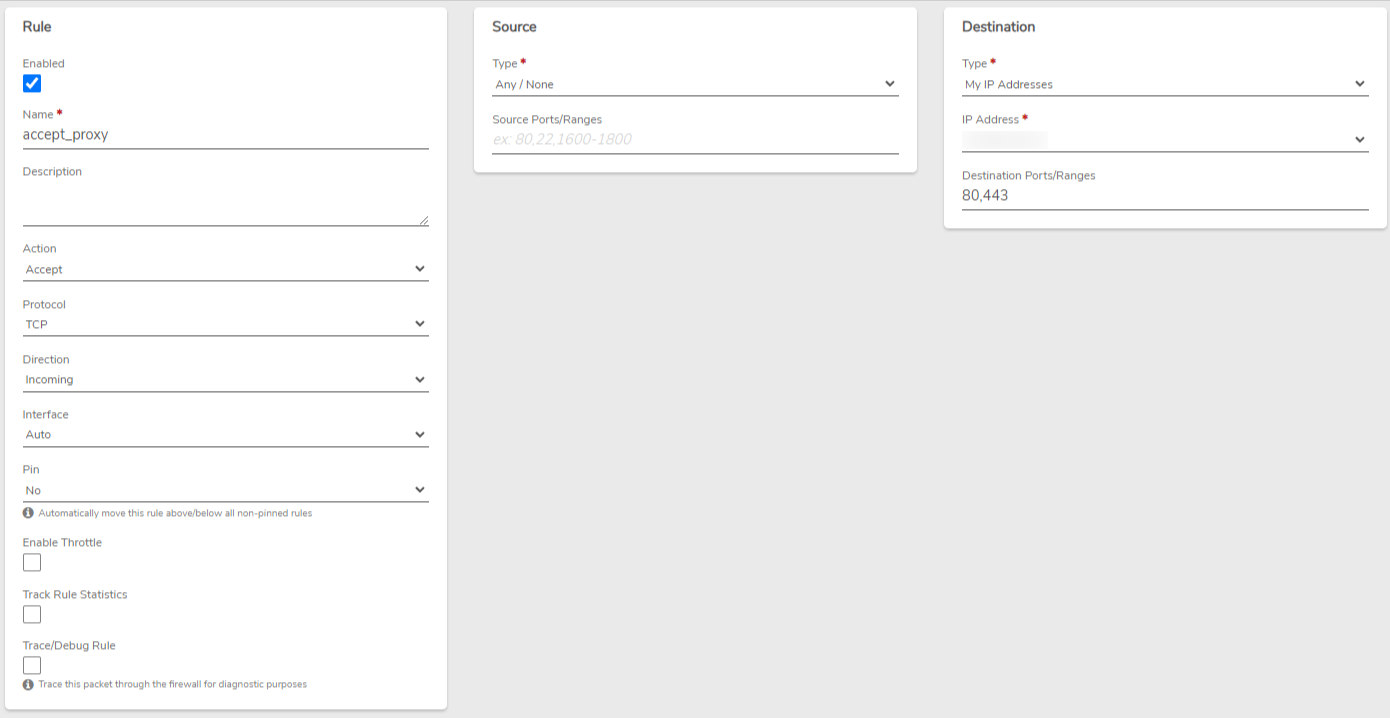 Rule
Enabled
Name *
accept_proxy
Description
Action
Accept
Protocol
TCP
Direction
Incoming
Interface
Auto
Pin
No
Automatically move this rule above/below all non-pinned rules
Enable Throttle
Track Rule Statistics
Trace/Debug Rule
Trace this packet through the firewall for diagnostic purposes
Source
Type *
Any / None
Source Ports/Ranges
ex: 80,22,1600-1800
Destination
Type *
My IP Addresses
IP Address *
Destination Ports/Ranges
80,443